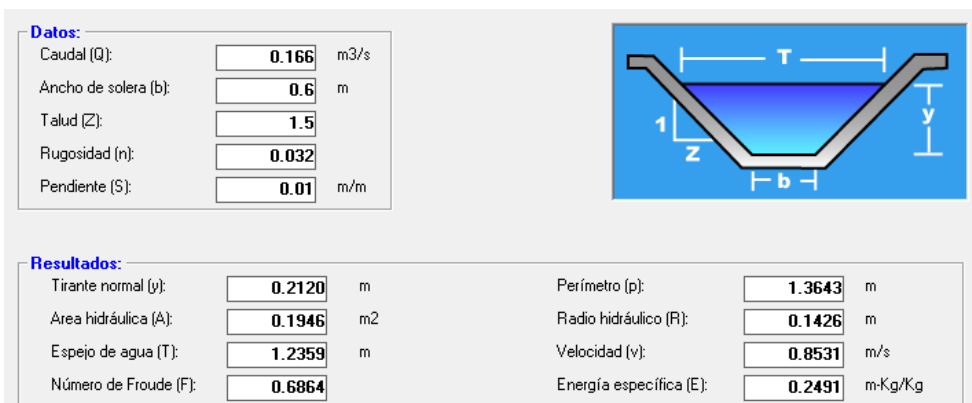 Datos:
Caudal (Q): 0.166 m3/s
Ancho de solera (b): 0.6 m
Talud (Z): 1.5
Rugosidad (n): 0.032
Pendiente (S): 0.01 m/m
T
y
1
Z
b
Resultados:
Tirante normal (y): 0.2120 m Perímetro (p): 1.3643 m
Area hidráulica (A): 0.1946 m2 Radio hidráulico (R): 0.1426 m
Espejo de agua (T): 1.2359 m Velocidad (v): 0.8531 m/s
Número de Froude (F): 0.6864 Energía específica (E): 0.2491 m-Kg/Kg